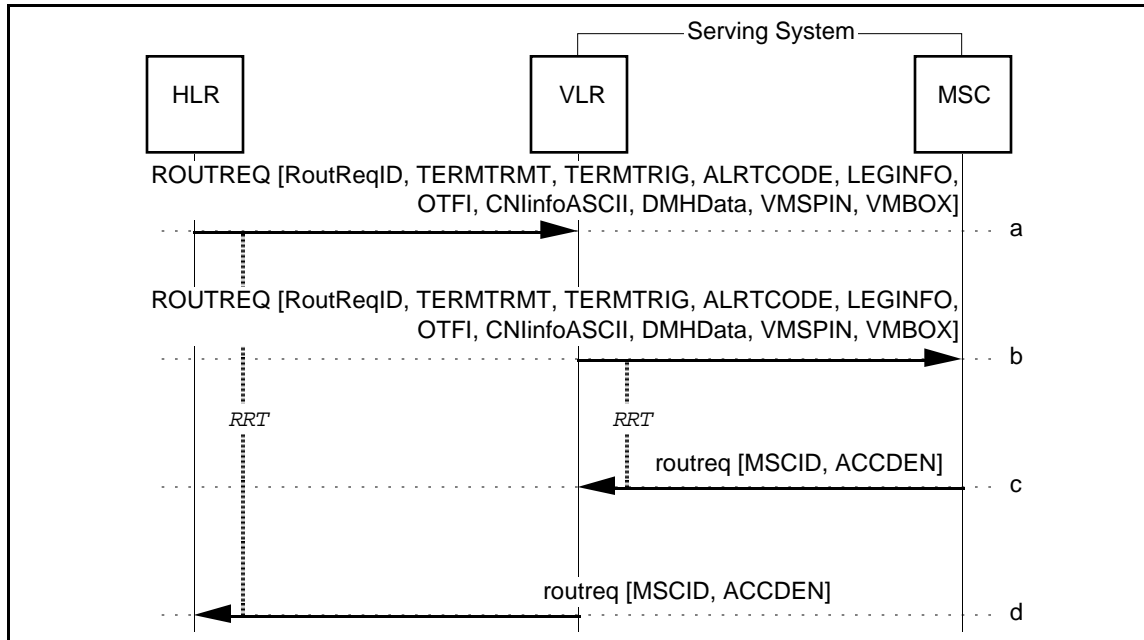 Serving System
HLR
VLR
MSC
ROUTREQ [RoutReqID, TERMTRMT, TERMTRIG, ALRTCODE, LEGINFO,
OTFI, CNIinfoASCII, DMHData, VMSPIN, VMBOX]
a
ROUTREQ [RoutReqID, TERMTRMT, TERMTRIG, ALRTCODE, LEGINFO,
OTFI, CNIinfoASCII, DMHData, VMSPIN, VMBOX]
b
RRT
RRT
routreq [MSCID, ACCDEN]
c
routreq [MSCID, ACCDEN]
d